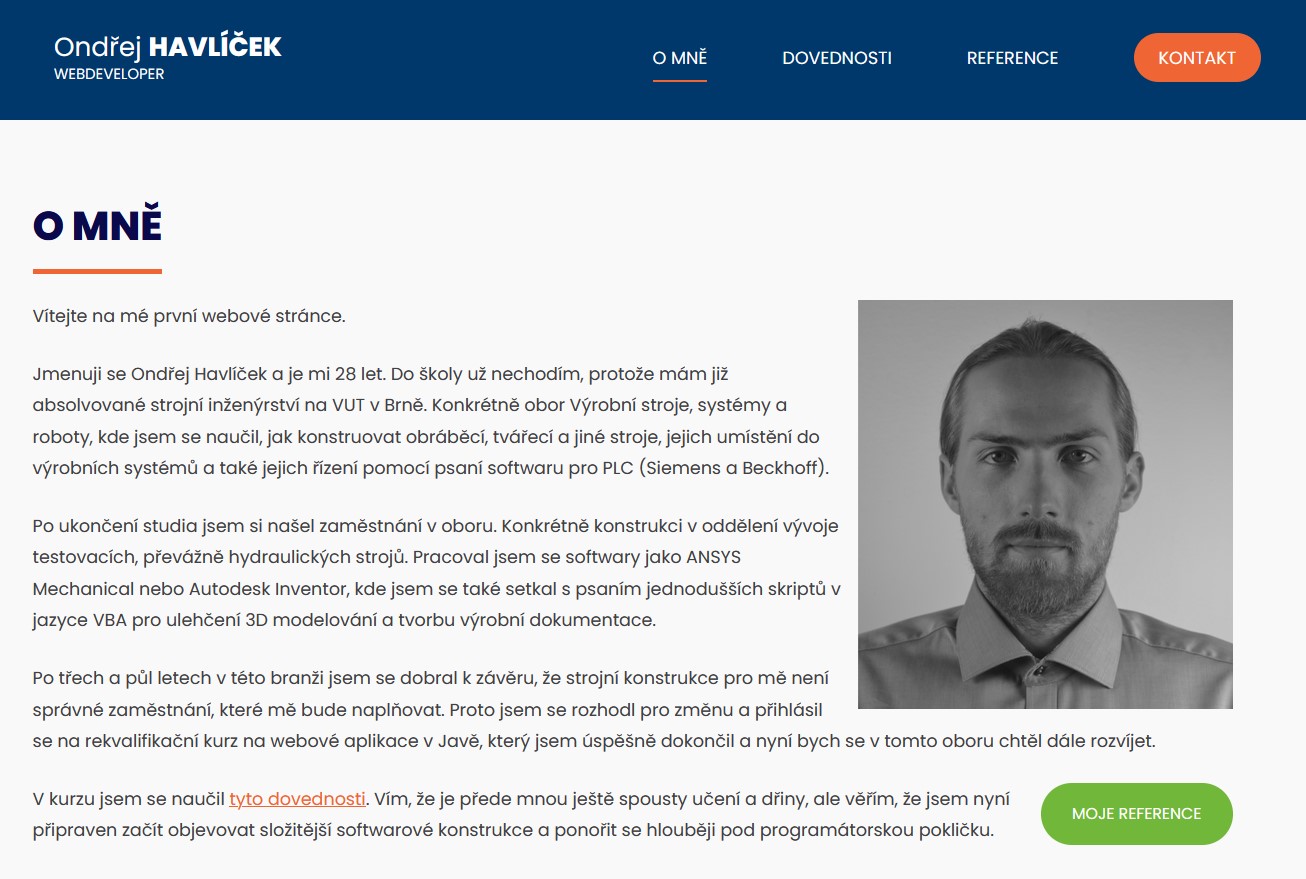 Ondřej HAVLÍČEK
WEBDEVELOPER
O MNĚ
DOVEDNOSTI
REFERENCE
KONTAKT
O MNĚ
Vítejte na mé první webové stránce.
Jmenuji se Ondřej Havlíček a je mi 28 let. Do školy už nechodím, protože mám již
absolvované strojní inženýrství na VUT v Brně. Konkrétně obor Výrobní stroje, systémy a
roboty, kde jsem se naučil, jak konstruovat obráběcí, tvářecí a jiné stroje, jejich umístění do
výrobních systémů a také jejich řízení pomocí psaní softwaru pro PLC (Siemens a Beckhoff).
Po ukončení studia jsem si našel zaměstnání v oboru. Konkrétně konstrukci v oddělení vývoje
testovacích, převážně hydraulických strojů. Pracoval jsem se softwary jako ANSYS
Mechanical nebo Autodesk Inventor, kde jsem se také setkal s psaním jednodušších skriptů v
jazyce VBA pro ulehčení 3D modelování a tvorbu výrobní dokumentace.
Po třech a půl letech v této branži jsem se dobral k závěru, že strojní konstrukce pro mě není
správné zaměstnání, které mě bude naplňovat. Proto jsem se rozhodl pro změnu a přihlásil
se na rekvalifikační kurz na webové aplikace v Javě, který jsem úspěšně dokončil a nyní bych se v tomto oboru chtěl dále rozvíjet.
V kurzu jsem se naučil tyto dovednosti. Vím, že je přede mnou ještě spousty učení a dřiny, ale věřím, že jsem nyní
připraven začít objevovat složitější softwarové konstrukce a ponořit se hlouběji pod programátorskou pokličku.
MOJE REFERENCE